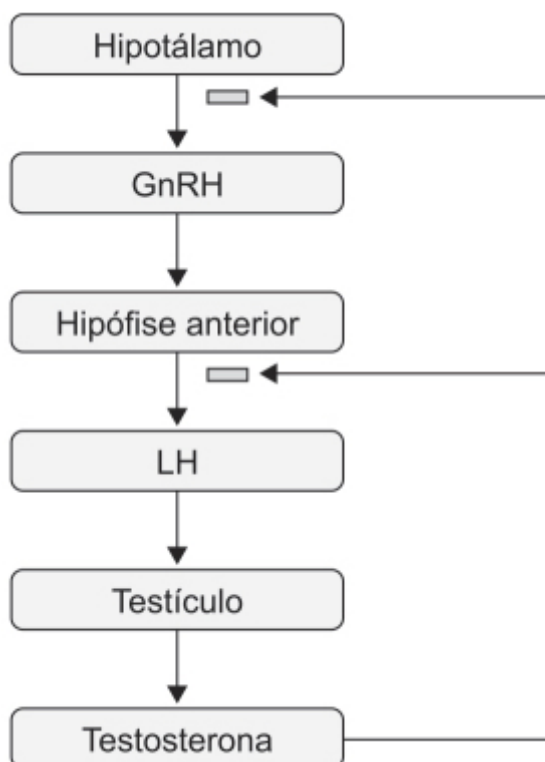 Hipotálamo
GnRH
Hipófise anterior
LH
Testículo
Testosterona